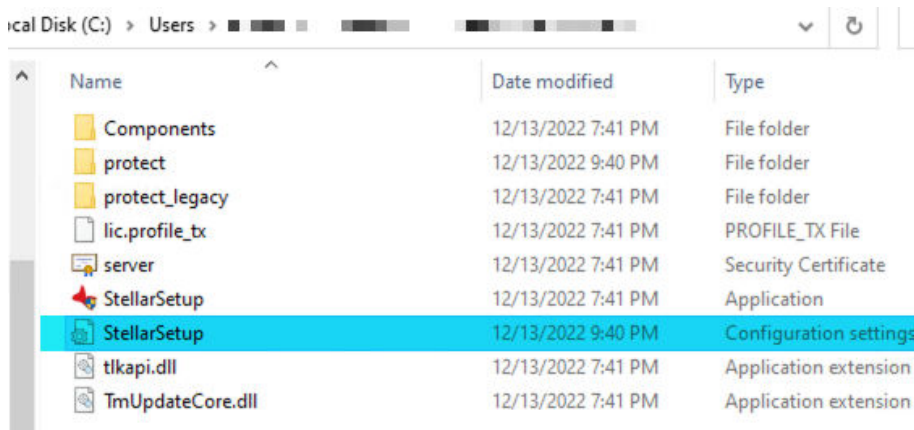 ocal Disk (C:) > Users >
Name Date modified Type
Components 12/13/2022 7:41 PM File folder
protect 12/13/2022 9:40 PM File folder
protect_legacy 12/13/2022 7:41 PM File folder
lic.profile_tx 12/13/2022 7:41 PM PROFILE_TX File
server 12/13/2022 7:41 PM Security Certificate
StellarSetup 12/13/2022 7:41 PM Application
StellarSetup 12/13/2022 9:40 PM Configuration settings
tlkapi.dll 12/13/2022 7:41 PM Application extension
TmUpdateCore.dll 12/13/2022 7:41 PM Application extension